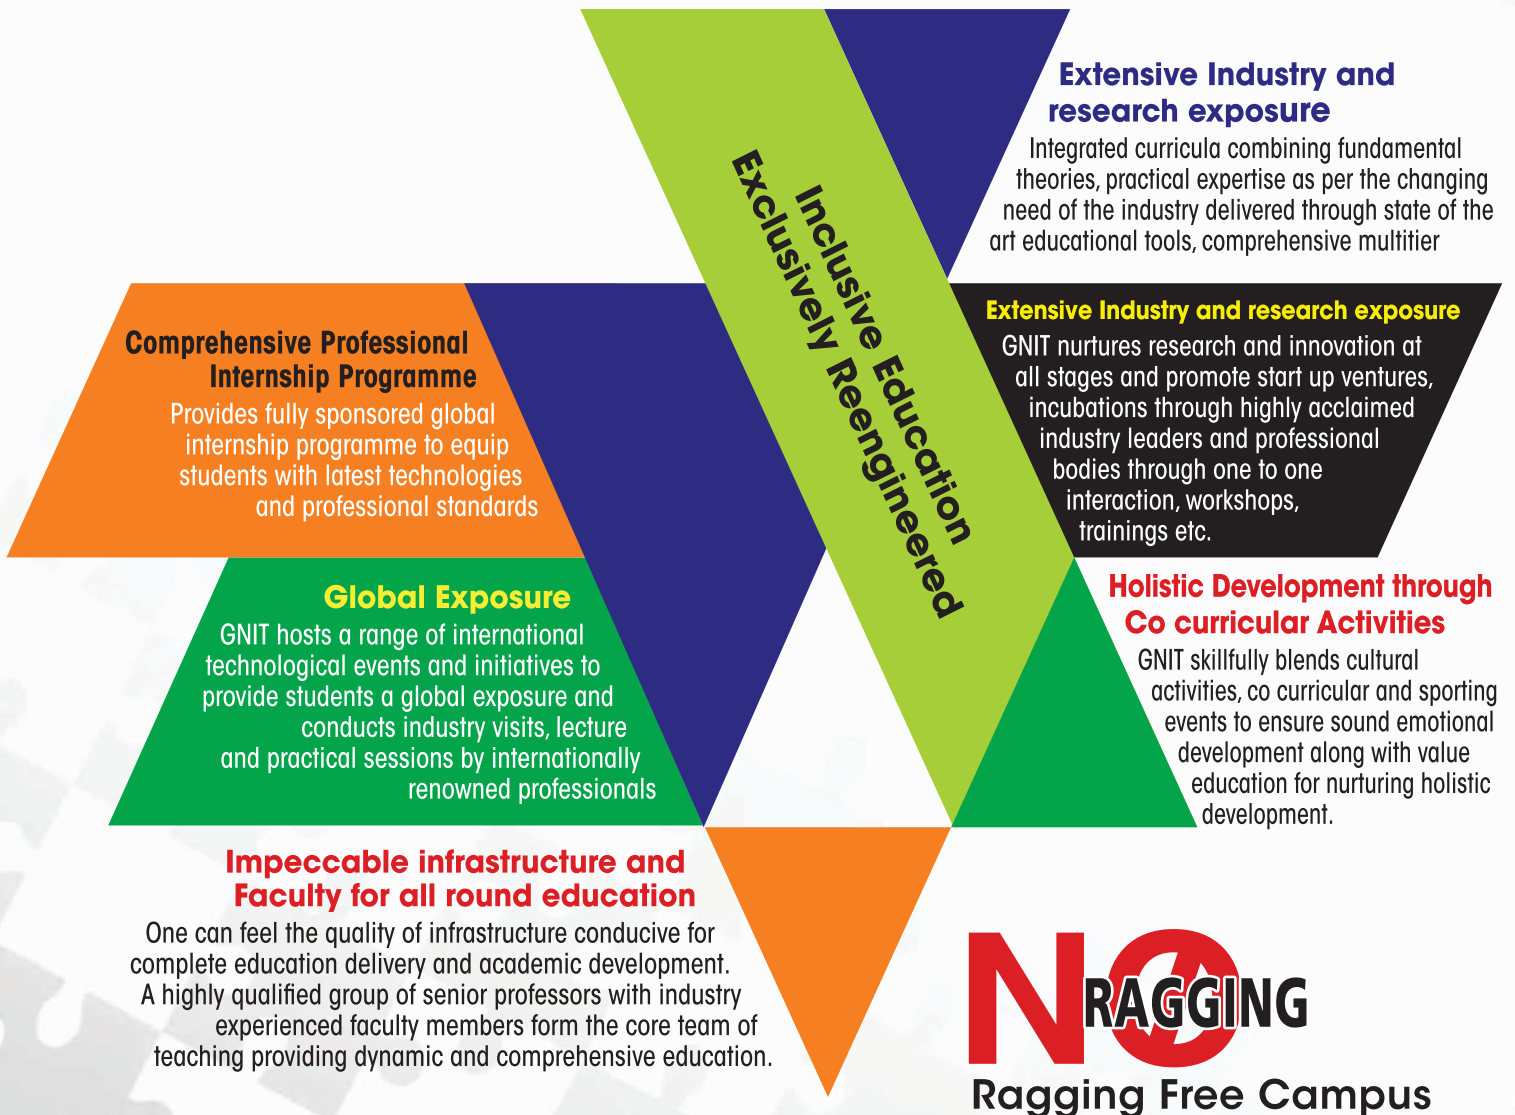 Inclusive Education
Exclusively Reengineered
Extensive Industry and
research exposure
Integrated curricula combining fundamental
theories, practical expertise as per the changing
need of the industry delivered through state of the
art educational tools, comprehensive multitier
Extensive Industry and research exposure
GNIT nurtures research and innovation at
all stages and promote start up ventures,
incubations through highly acclaimed
industry leaders and professional
bodies through one to one
interaction, workshops,
trainings etc.
Comprehensive Professional
Internship Programme
Provides fully sponsored global
internship programme to equip
students with latest technologies
and professional standards
Global Exposure
GNIT hosts a range of international
technological events and initiatives to
provide students a global exposure and
conducts industry visits, lecture
and practical sessions by internationally
renowned professionals
Holistic Development through
Co curricular Activities
GNIT skillfully blends cultural
activities, co curricular and sporting
events to ensure sound emotional
development along with value
education for nurturing holistic
development.
Impeccable infrastructure and
Faculty for all round education
One can feel the quality of infrastructure conducive for
complete education delivery and academic development.
A highly qualified group of senior professors with industry
experienced faculty members form the core team of
teaching providing dynamic and comprehensive education.
NO RAGGING
Ragging Free Campus